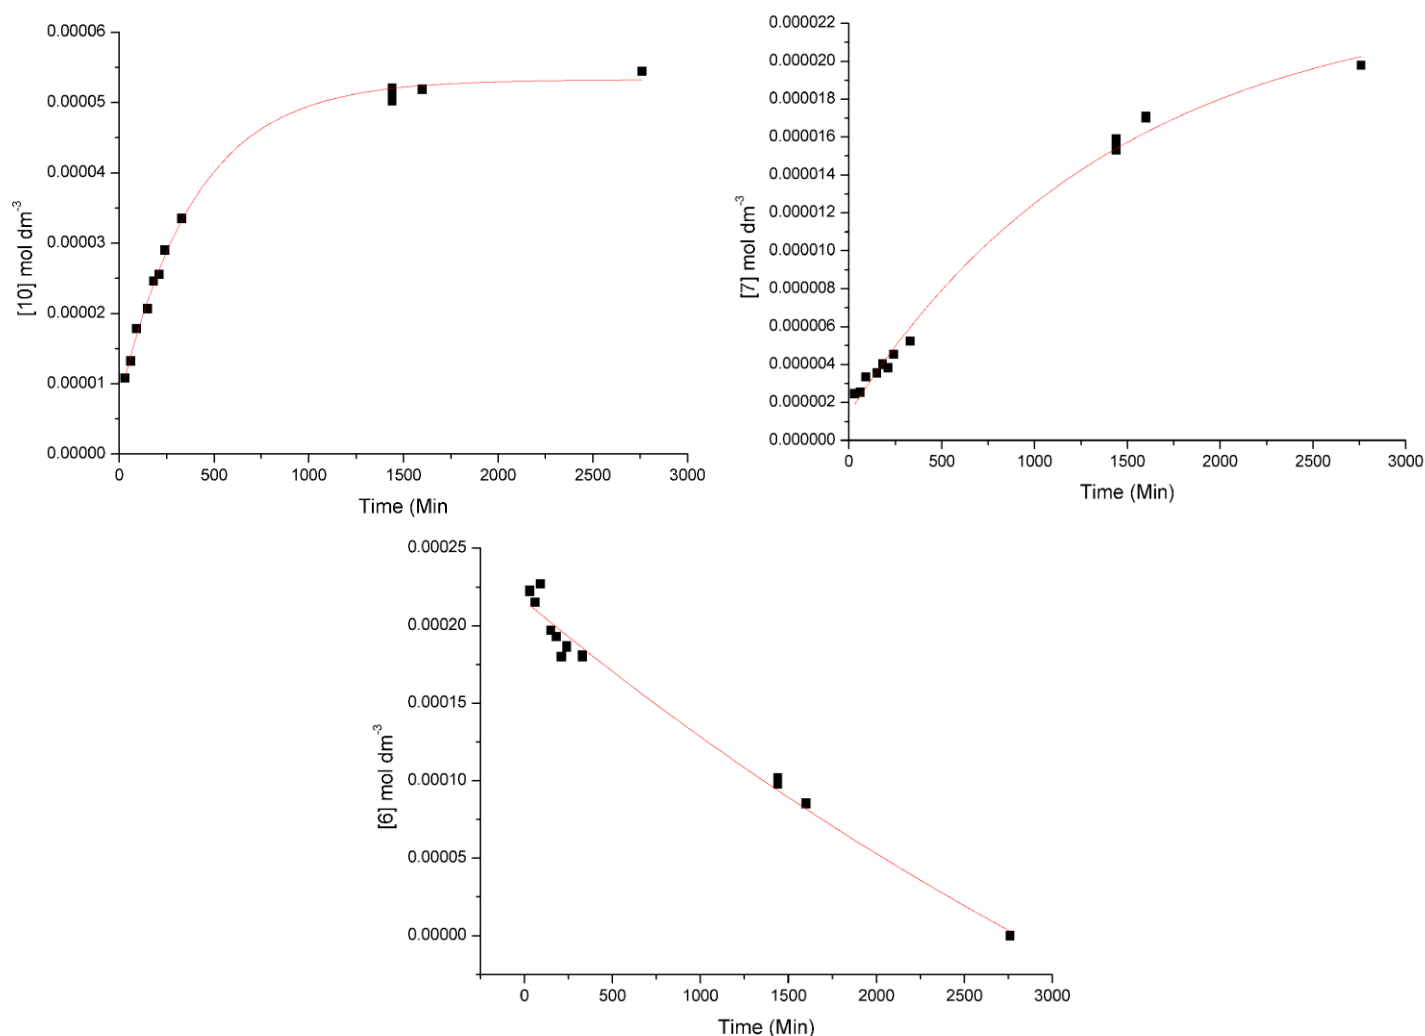 0.00006
0.00005
0.00004
0.00003
0.00002
0.00001
0.00000
[10] mol dm⁻³
0 500 1000 1500 2000 2500 3000
Time (Min
0.000022
0.000020
0.000018
0.000016
0.000014
0.000012
0.000010
0.000008
0.000006
0.000004
0.000002
0.000000
[7] mol dm⁻³
0 500 1000 1500 2000 2500 3000
Time (Min)
0.00025
0.00020
0.00015
0.00010
0.00005
0.00000
[6] mol dm⁻³
0 500 1000 1500 2000 2500 3000
Time (Min)